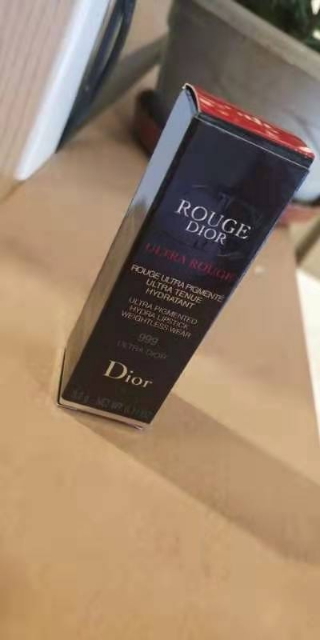 ROUGE
DIOR
ULTRA ROUGE
ROUGE ULTRA PIGMENTÉ
ULTRA TENUE
HYDRATANT
ULTRA PIGMENTED
HYDRA LIPSTICK
WEIGHTLESS WEAR
999
ULTRA DIOR
Dior